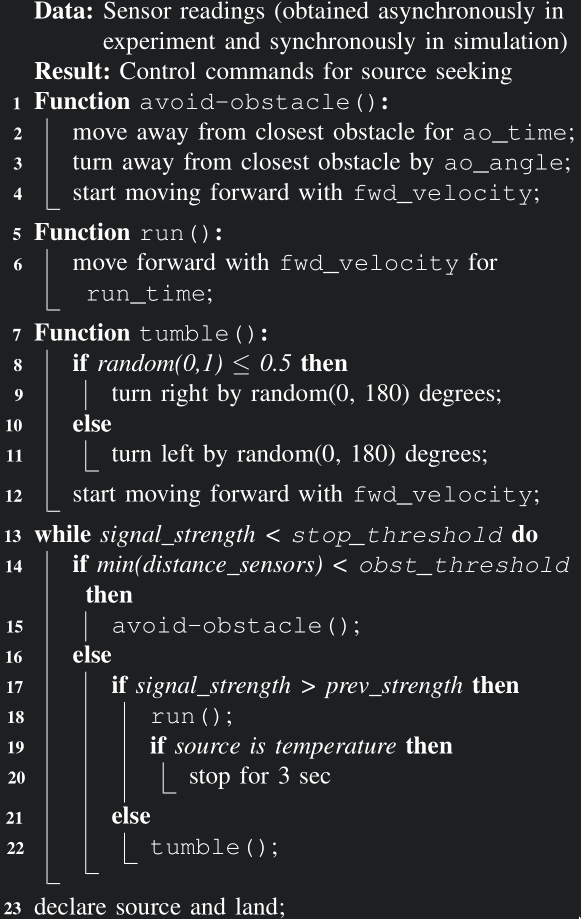 Data: Sensor readings (obtained asynchronously in
experiment and synchronously in simulation)
Result: Control commands for source seeking
1 Function avoid-obstacle():
2 move away from closest obstacle for ao_time;
3 turn away from closest obstacle by ao_angle;
4 start moving forward with fwd_velocity;
5 Function run():
6 move forward with fwd_velocity for
run_time;
7 Function tumble():
8 if random(0,1) ≤ 0.5 then
9 turn right by random(0, 180) degrees;
10 else
11 turn left by random(0, 180) degrees;
12 start moving forward with fwd_velocity;
13 while signal_strength < stop_threshold do
14 if min(distance_sensors) < obst_threshold
then
15 avoid-obstacle();
16 else
17 if signal_strength > prev_strength then
18 run();
19 if source is temperature then
20 stop for 3 sec
21 else
22 tumble();
23 declare source and land;